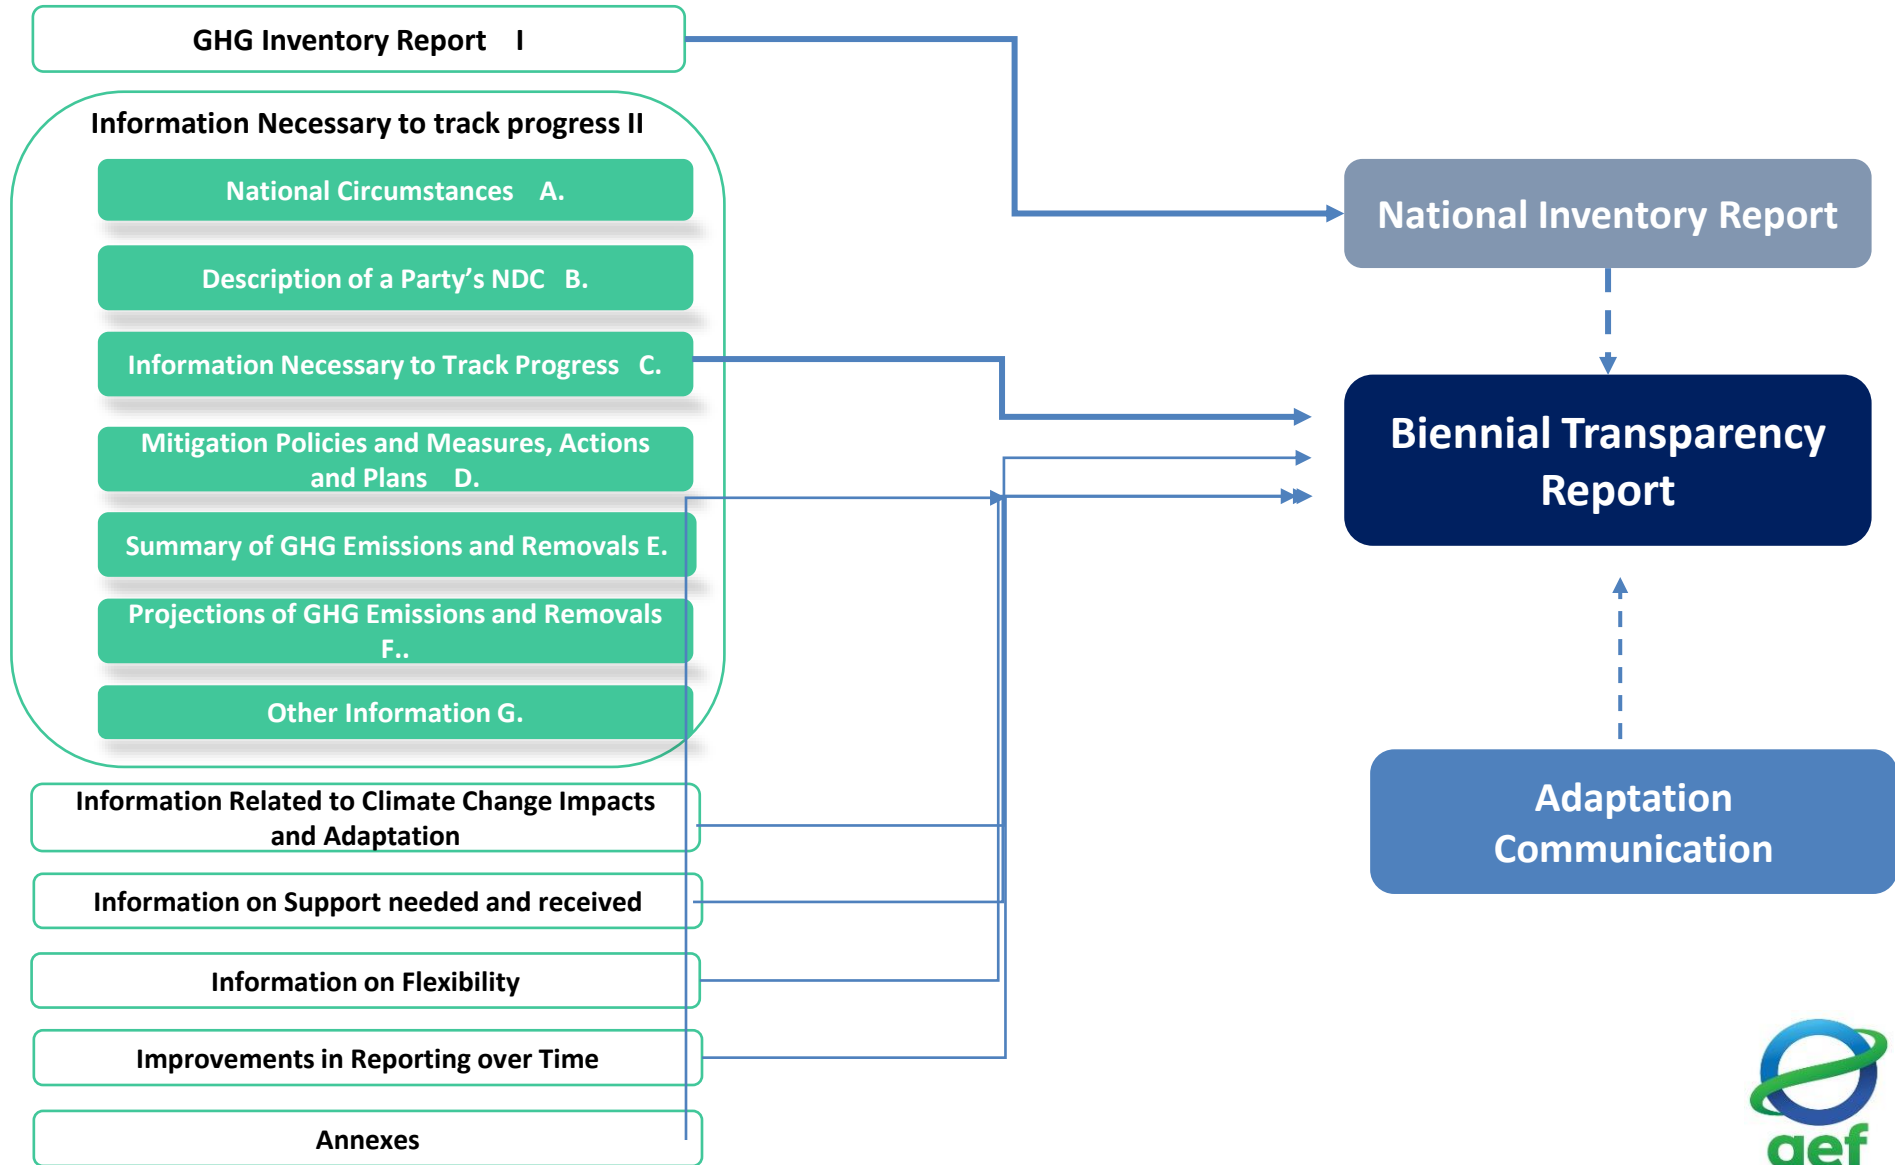 GHG Inventory Report I
Information Necessary to track progress II
National Circumstances A.
Description of a Party's NDC B.
Information Necessary to Track Progress C.
Mitigation Policies and Measures, Actions
and Plans D.
Summary of GHG Emissions and Removals E.
Projections of GHG Emissions and Removals
F..
Other Information G.
Information Related to Climate Change Impacts
and Adaptation
Information on Support needed and received
Information on Flexibility
Improvements in Reporting over Time
Annexes
National Inventory Report
Biennial Transparency
Report
Adaptation
Communication